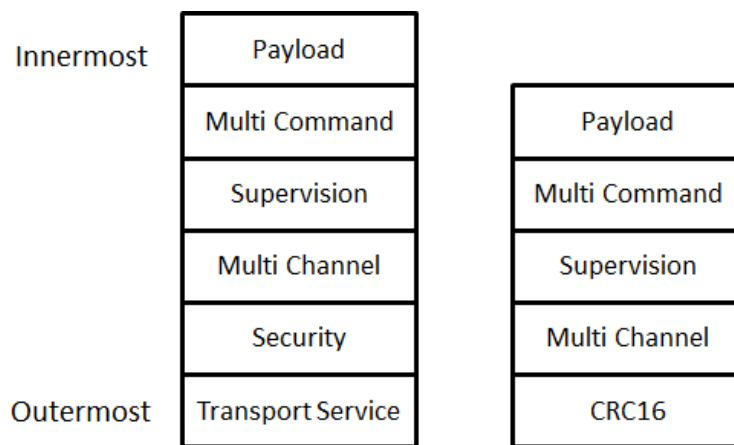 Innermost
Payload
Multi Command
Supervision
Multi Channel
Security
Outermost
Transport Service
Payload
Multi Command
Supervision
Multi Channel
CRC16